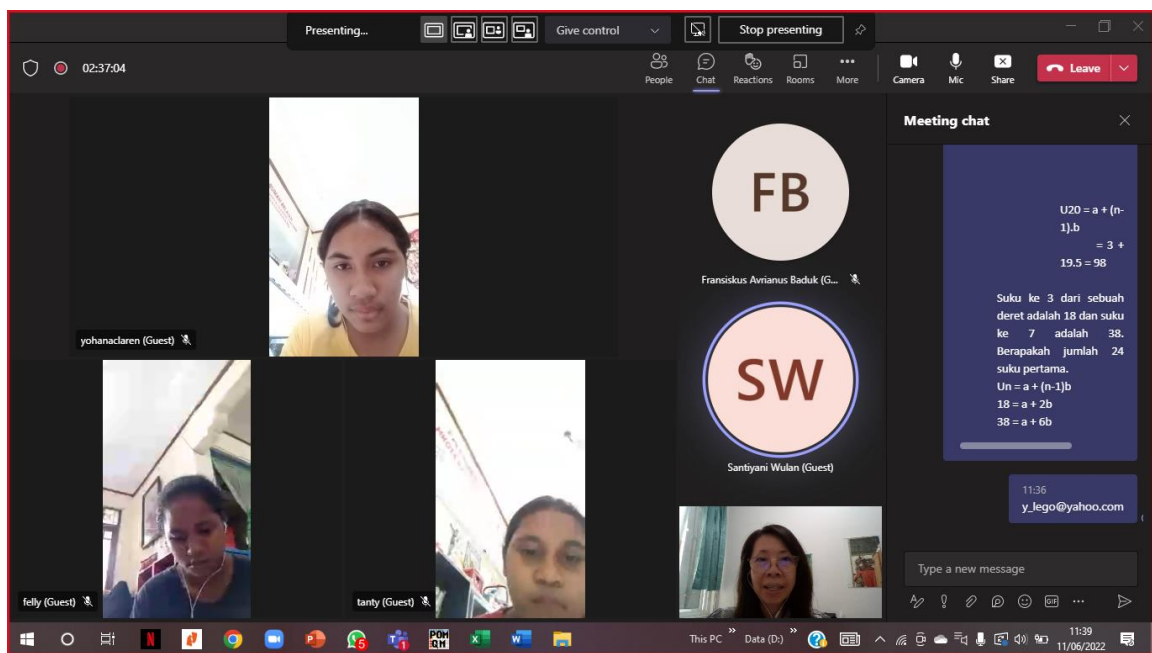 Presenting...
Give control
Stop presenting
02:37:04
People
Chat
Reactions
Rooms
More
Camera
Mic
Share
Leave
yohanaclaren (Guest)
FB
Fransiskus Avrianus Baduk (G...
SW
Santiyani Wulan (Guest)
felly (Guest)
tanty (Guest)
Meeting chat
U20 = a + (n-
1).b
= 3 +
19.5 = 98
Suku ke 3 dari sebuah
deret adalah 18 dan suku
ke 7 adalah 38.
Berapakah jumlah 24
suku pertama.
Un = a + (n-1)b
18 = a + 2b
38 = a + 6b
11:36
y_lego@yahoo.com
Type a new message
GIF
This PC
Data (D:)
11:39
11/06/2022